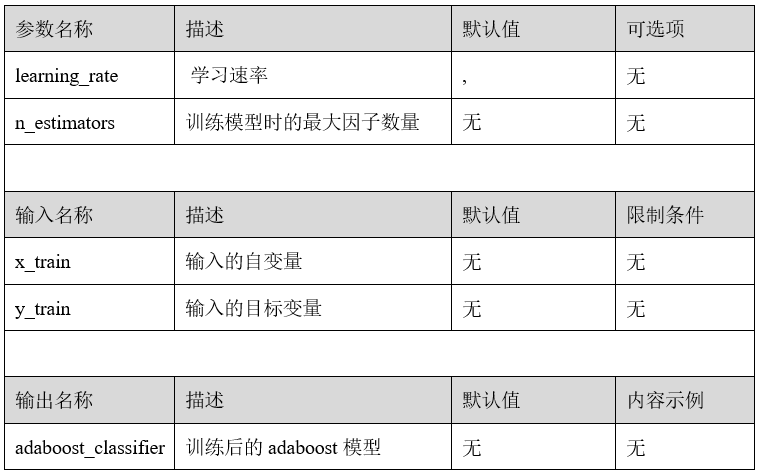 参数名称 描述 默认值 可选项
learning_rate 学习速率 , 无
n_estimators 训练模型时的最大因子数量 无 无
输入名称 描述 默认值 限制条件
x_train 输入的自变量 无 无
y_train 输入的目标变量 无 无
输出名称 描述 默认值 内容示例
adaboost_classifier 训练后的 adaboost 模型 无 无